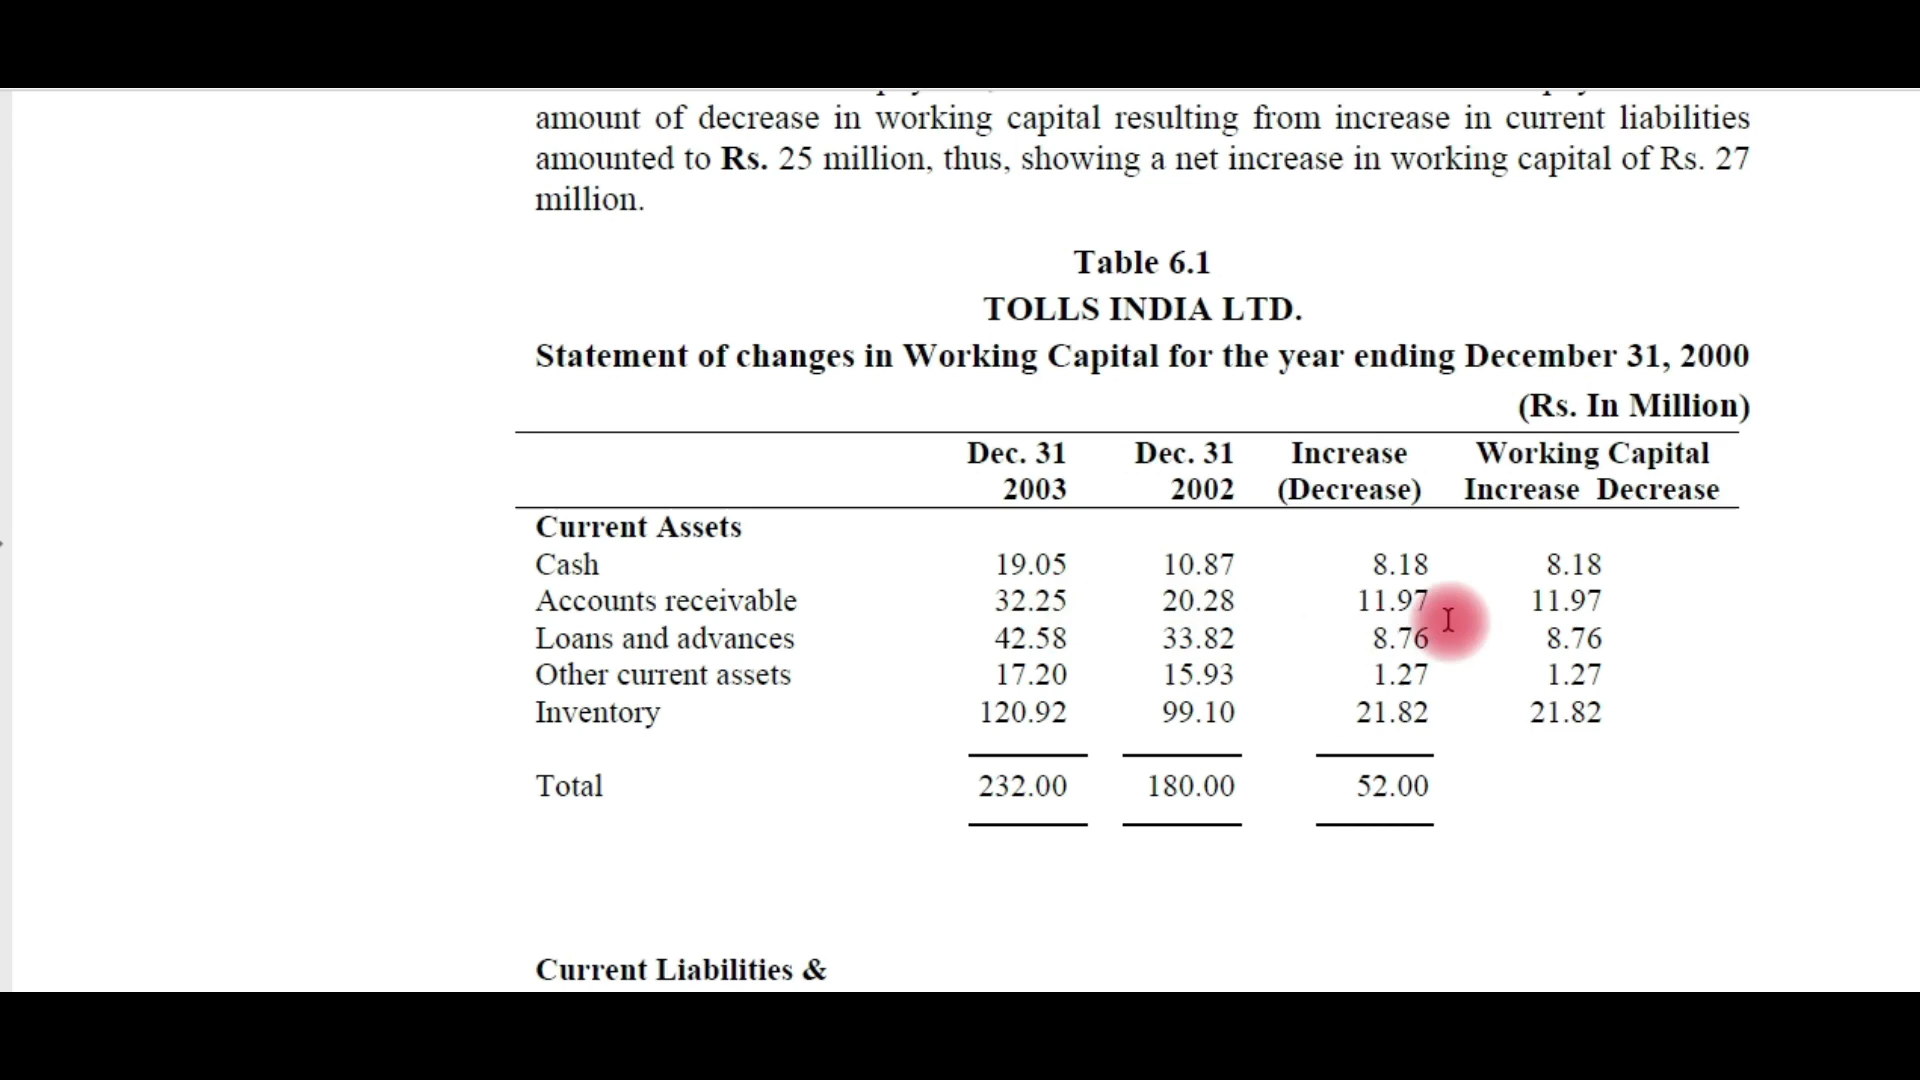 amount of decrease in working capital resulting from increase in current liabilities
amounted to Rs. 25 million, thus, showing a net increase in working capital of Rs. 27
million.
Table 6.1
TOLLS INDIA LTD.
Statement of changes in Working Capital for the year ending December 31, 2000
(Rs. In Million)
Dec. 31 Dec. 31 Increase Working Capital
2003 2002 (Decrease) Increase Decrease
Current Assets
Cash 19.05 10.87 8.18 8.18
Accounts receivable 32.25 20.28 11.97 11.97
Loans and advances 42.58 33.82 8.76 8.76
Other current assets 17.20 15.93 1.27 1.27
Inventory 120.92 99.10 21.82 21.82
Total 232.00 180.00 52.00
Current Liabilities &